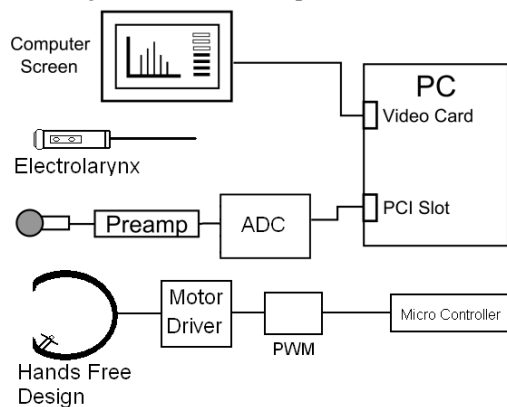 Computer
Screen
PC
Video Card
Electrolarynx
PCI Slot
Preamp
ADC
Motor
Driver
PWM
Micro Controller
Hands Free
Design